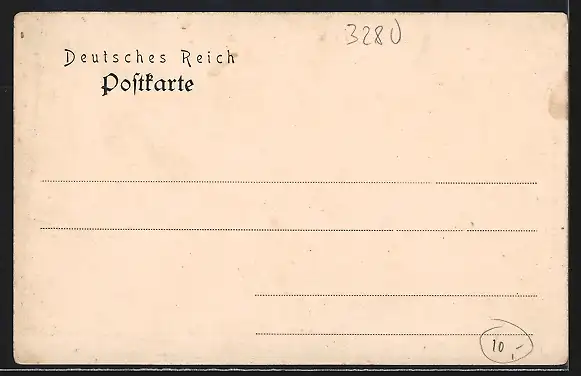 3280
Deutsches Reich
Poſtkarte
10,-